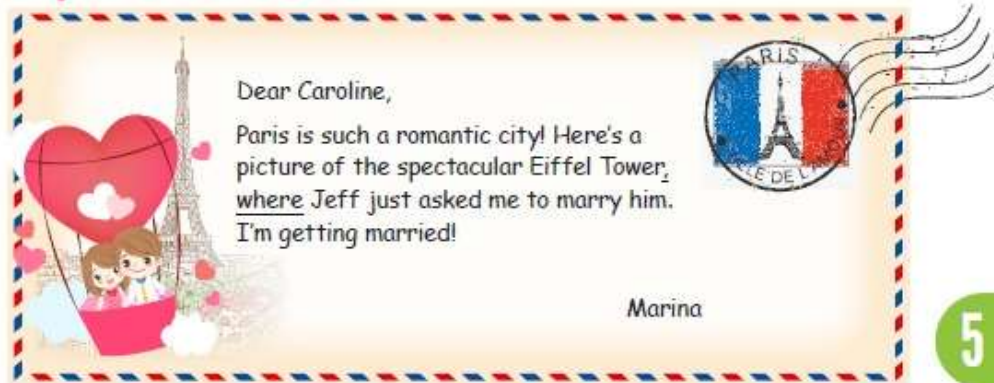 Dear Caroline,
Paris is such a romantic city! Here's a
picture of the spectacular Eiffel Tower,
where Jeff just asked me to marry him.
I'm getting married!
Marina
PARIS
5